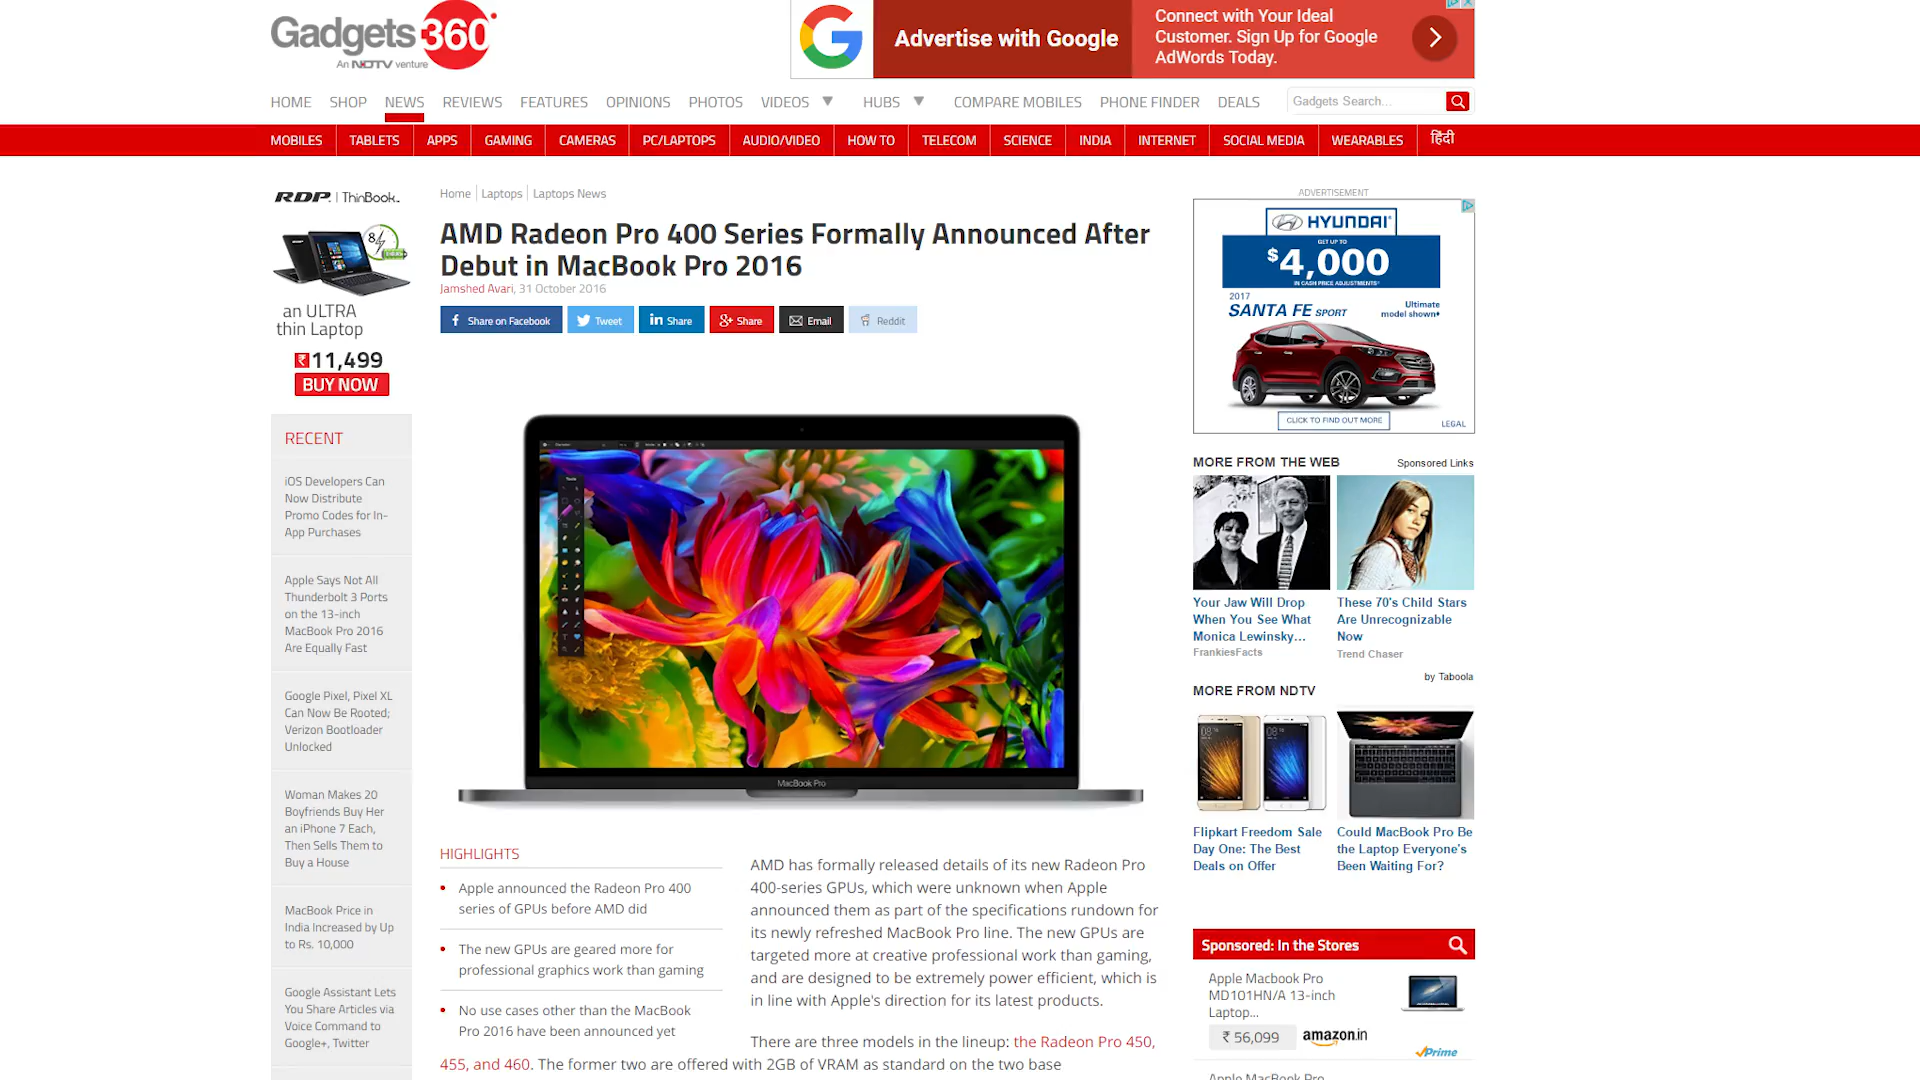 Gadgets 360
An NDTV venture
Advertise with Google
Connect with Your Ideal
Customer. Sign Up for Google
AdWords Today.
HOME SHOP NEWS REVIEWS FEATURES OPINIONS PHOTOS VIDEOS HUBS COMPARE MOBILES PHONE FINDER DEALS
Gadgets Search...
MOBILES TABLETS APPS GAMING CAMERAS PC/LAPTOPS AUDIO/VIDEO HOW TO TELECOM SCIENCE INDIA INTERNET SOCIAL MEDIA WEARABLES हिंदी
RDP. | ThinBook
an ULTRA
thin Laptop
₹11,499
BUY NOW
RECENT
iOS Developers Can
Now Distribute
Promo Codes for In-
App Purchases
Apple Says Not All
Thunderbolt 3 Ports
on the 13-inch
MacBook Pro 2016
Are Equally Fast
Google Pixel, Pixel XL
Can Now Be Rooted;
Verizon Bootloader
Unlocked
Woman Makes 20
Boyfriends Buy Her
an iPhone 7 Each,
Then Sells Them to
Buy a House
MacBook Price in
India Increased by Up
to Rs. 10,000
Google Assistant Lets
You Share Articles via
Voice Command to
Google+, Twitter
Home Laptops Laptops News
AMD Radeon Pro 400 Series Formally Announced After
Debut in MacBook Pro 2016
Jamshed Avari, 31 October 2016
Share on Facebook Tweet Share Share Email Reddit
MacBook Pro
HIGHLIGHTS
Apple announced the Radeon Pro 400
series of GPUs before AMD did
The new GPUs are geared more for
professional graphics work than gaming
No use cases other than the MacBook
Pro 2016 have been announced yet
AMD has formally released details of its new Radeon Pro
400-series GPUs, which were unknown when Apple
announced them as part of the specifications rundown for
its newly refreshed MacBook Pro line. The new GPUs are
targeted more at creative professional work than gaming,
and are designed to be extremely power efficient, which is
in line with Apple's direction for its latest products.
There are three models in the lineup: the Radeon Pro 450,
455, and 460. The former two are offered with 2GB of VRAM as standard on the two base
ADVERTISEMENT
HYUNDAI
GET UP TO
$4,000
IN CASH PRICE ADJUSTMENTS
2017
SANTA FE SPORT
Ultimate
model shown
CLICK TO FIND OUT MORE
LEGAL
MORE FROM THE WEB
Sponsored Links
Your Jaw Will Drop
When You See What
Monica Lewinsky...
FrankiesFacts
These 70's Child Stars
Are Unrecognizable
Now
Trend Chaser
by Taboola
MORE FROM NDTV
Flipkart Freedom Sale
Day One: The Best
Deals on Offer
Could MacBook Pro Be
the Laptop Everyone's
Been Waiting For?
Sponsored: In the Stores
Apple Macbook Pro
MD101HN/A 13-inch
Laptop...
₹ 56,099
amazon.in
Prime
Apple MacBook Pro